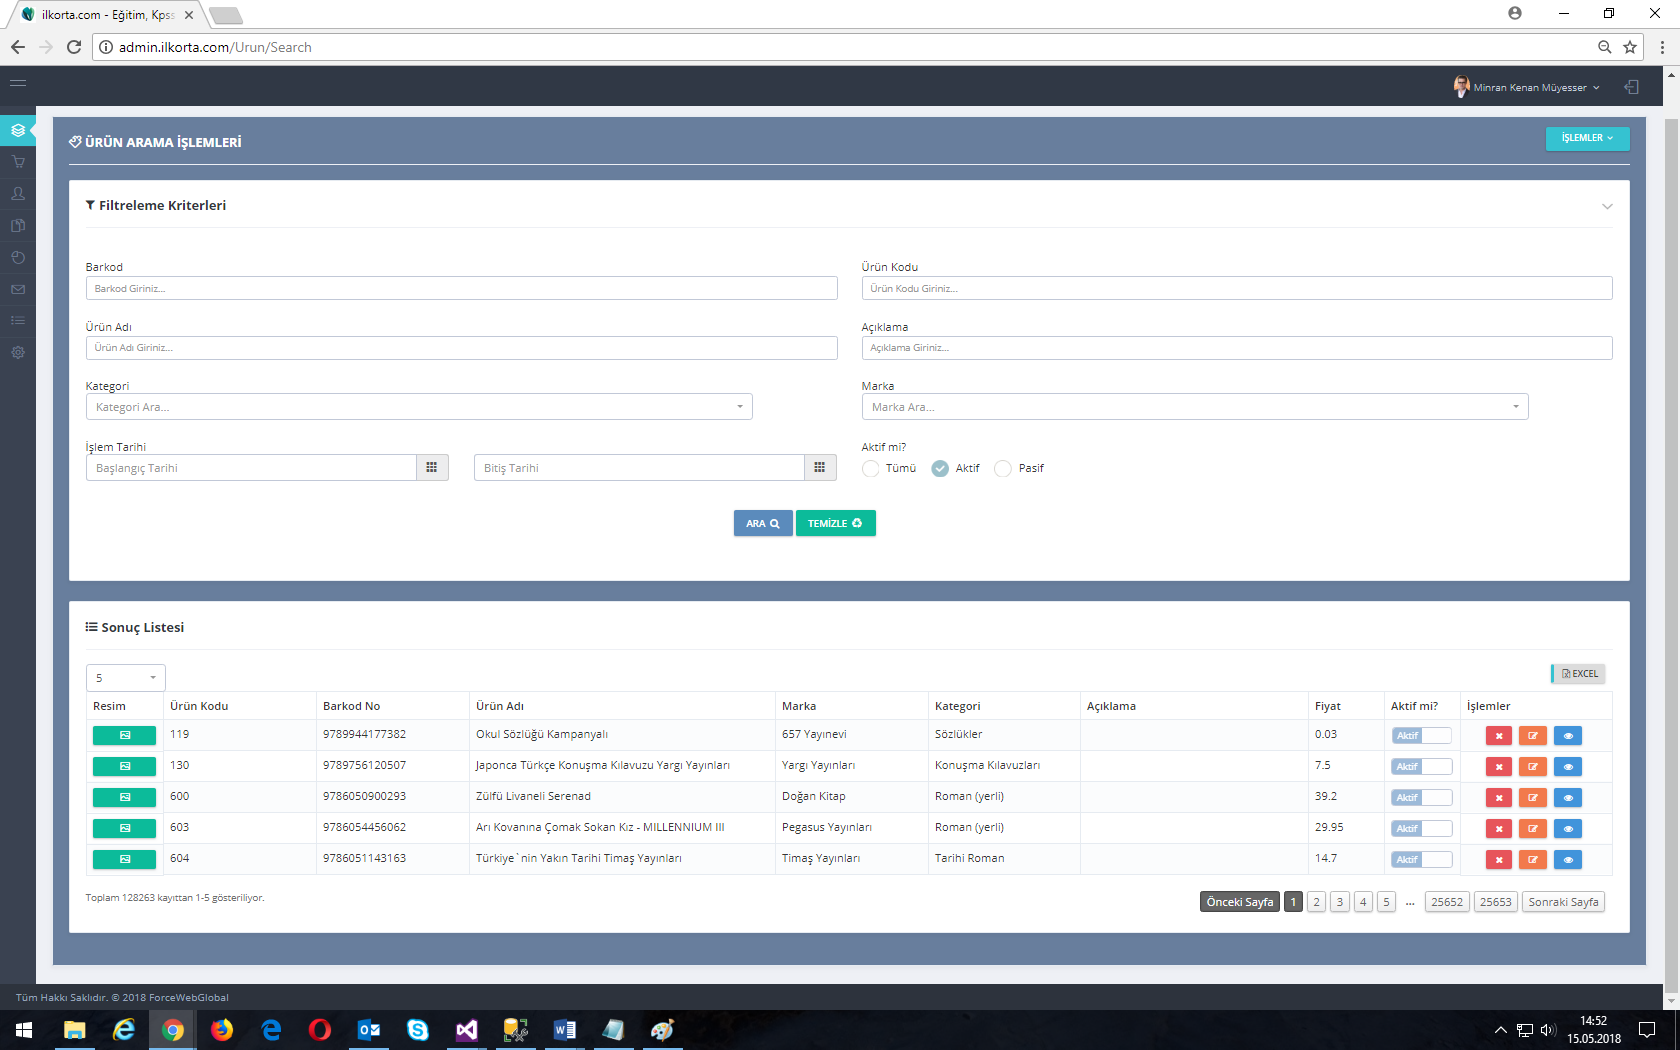 ilkorta.com - Eğitim, Kpss
admin.ilkorta.com/Urun/Search
Minran Kenan Müyesser
ÜRÜN ARAMA İŞLEMLERİ
İŞLEMLER
Filtreleme Kriterleri
Barkod
Ürün Kodu
Barkod Giriniz...
Ürün Kodu Giriniz...
Ürün Adı
Açıklama
Ürün Adı Giriniz...
Açıklama Giriniz...
Kategori
Marka
Kategori Ara...
Marka Ara...
İşlem Tarihi
Aktif mi?
Başlangıç Tarihi
Bitiş Tarihi
Tümü Aktif Pasif
ARA TEMİZLE
Sonuç Listesi
5
EXCEL
Resim Ürün Kodu Barkod No Ürün Adı Marka Kategori Açıklama Fiyat Aktif mi? İşlemler
119 9789944177382 Okul Sözlüğü Kampanyalı 657 Yayınevi Sözlükler 0.03 Aktif
130 9789756120507 Japonca Türkçe Konuşma Kılavuzu Yargı Yayınları Yargı Yayınları Konuşma Kılavuzları 7.5 Aktif
600 9786050900293 Zülfü Livaneli Serenad Doğan Kitap Roman (yerli) 39.2 Aktif
603 9786054456062 Arı Kovanına Çomak Sokan Kız - MILLENNIUM III Pegasus Yayınları Roman (yerli) 29.95 Aktif
604 9786051143163 Türkiye`nin Yakın Tarihi Timaş Yayınları Timaş Yayınları Tarihi Roman 14.7 Aktif
Toplam 128263 kayıttan 1-5 gösteriliyor.
Önceki Sayfa 1 2 3 4 5 ... 25652 25653 Sonraki Sayfa
Tüm Hakkı Saklıdır. © 2018 ForceWebGlobal
14:52
15.05.2018